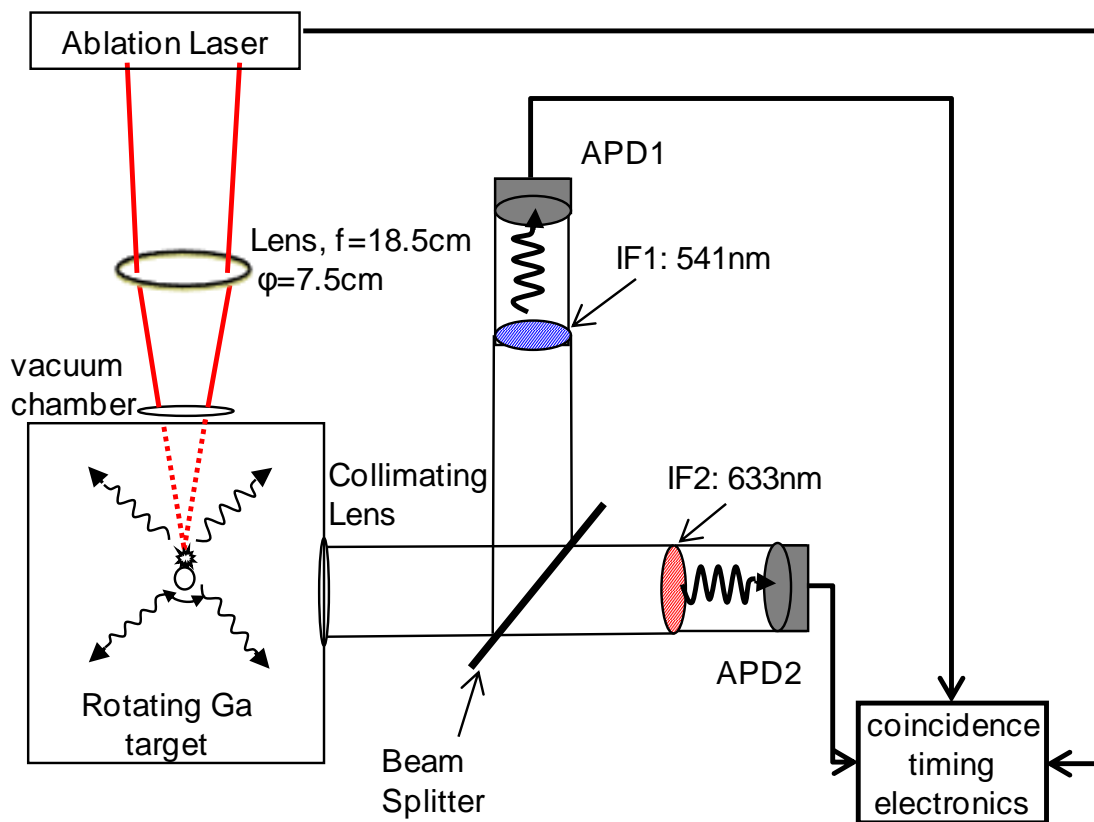 Ablation Laser
APD1
Lens, f=18.5cm
φ=7.5cm
IF1: 541nm
vacuum
chamber
Collimating
Lens
IF2: 633nm
Rotating Ga
target
APD2
Beam
Splitter
coincidence
timing
electronics